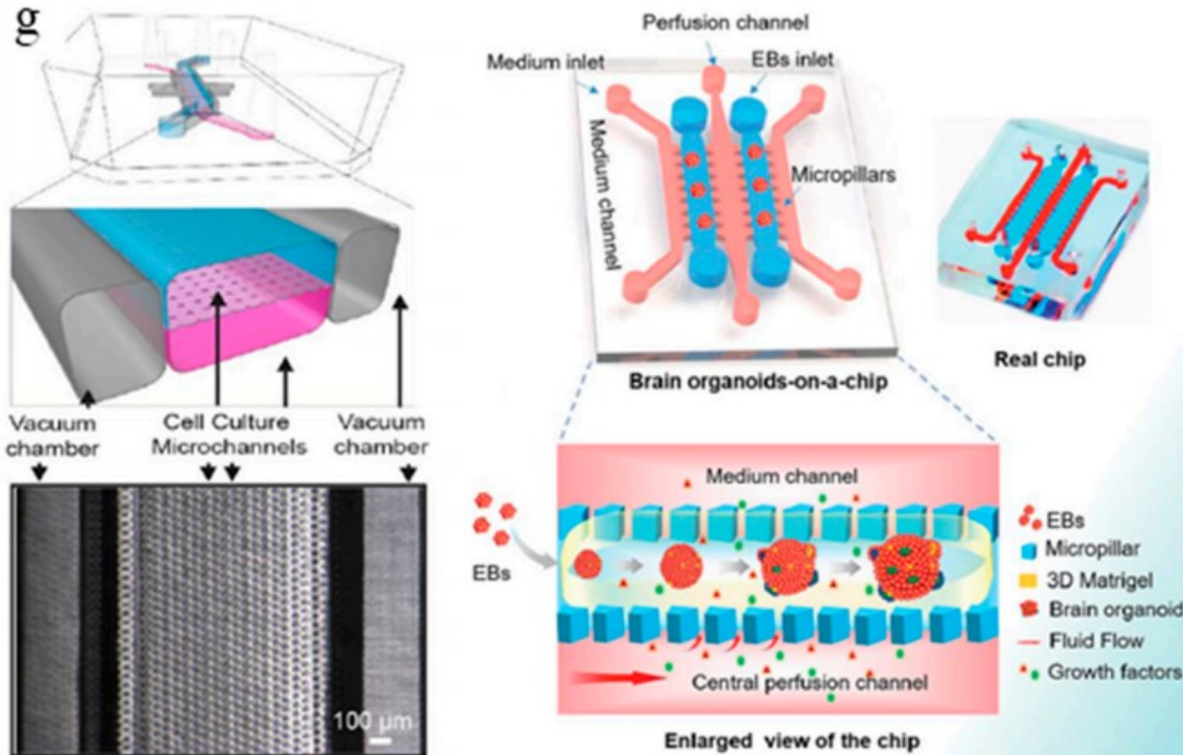 g
Vacuum
chamber
Cell Culture
Microchannels
Vacuum
chamber
100 µm
Perfusion channel
Medium inlet
EBs inlet
Medium channel
Micropillars
Brain organoids-on-a-chip
Real chip
Medium channel
EBs
Central perfusion channel
Enlarged view of the chip
EBs
Micropillar
3D Matrigel
Brain organoid
Fluid Flow
Growth factors